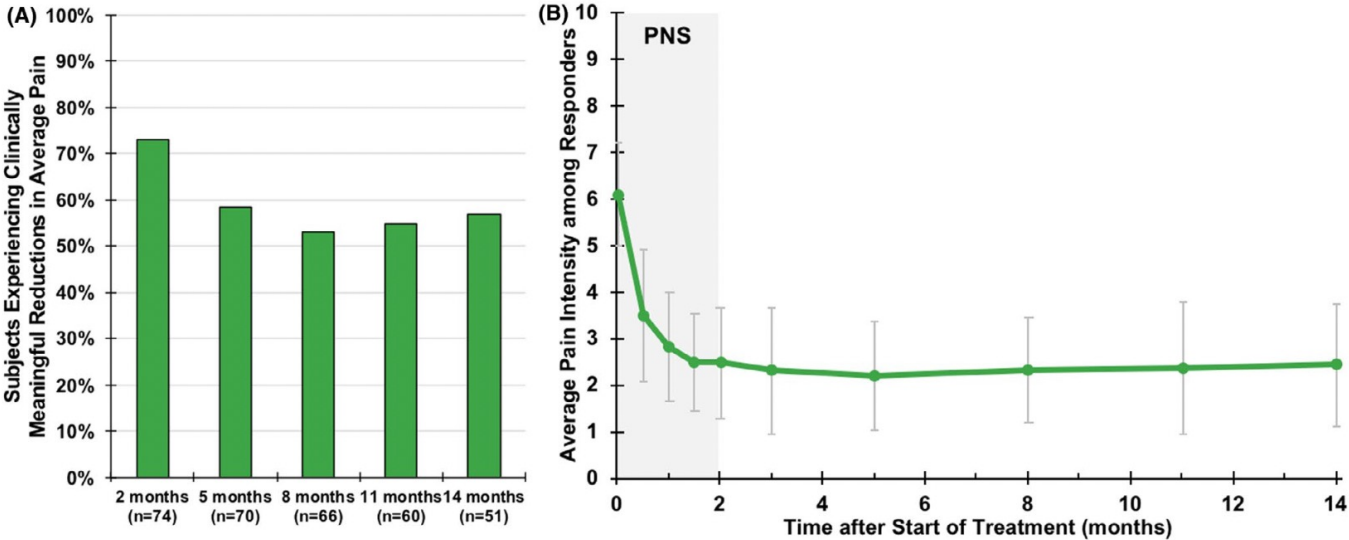 (A)
Subjects Experiencing Clinically
Meaningful Reductions in Average Pain
100%
90%
80%
70%
60%
50%
40%
30%
20%
10%
0%
2 months
(n=74)
5 months
(n=70)
8 months
(n=66)
11 months
(n=60)
14 months
(n=51)
(B)
Average Pain Intensity among Responders
10
9
8
7
6
5
4
3
2
1
0
PNS
0 2 4 6 8 10 12 14
Time after Start of Treatment (months)